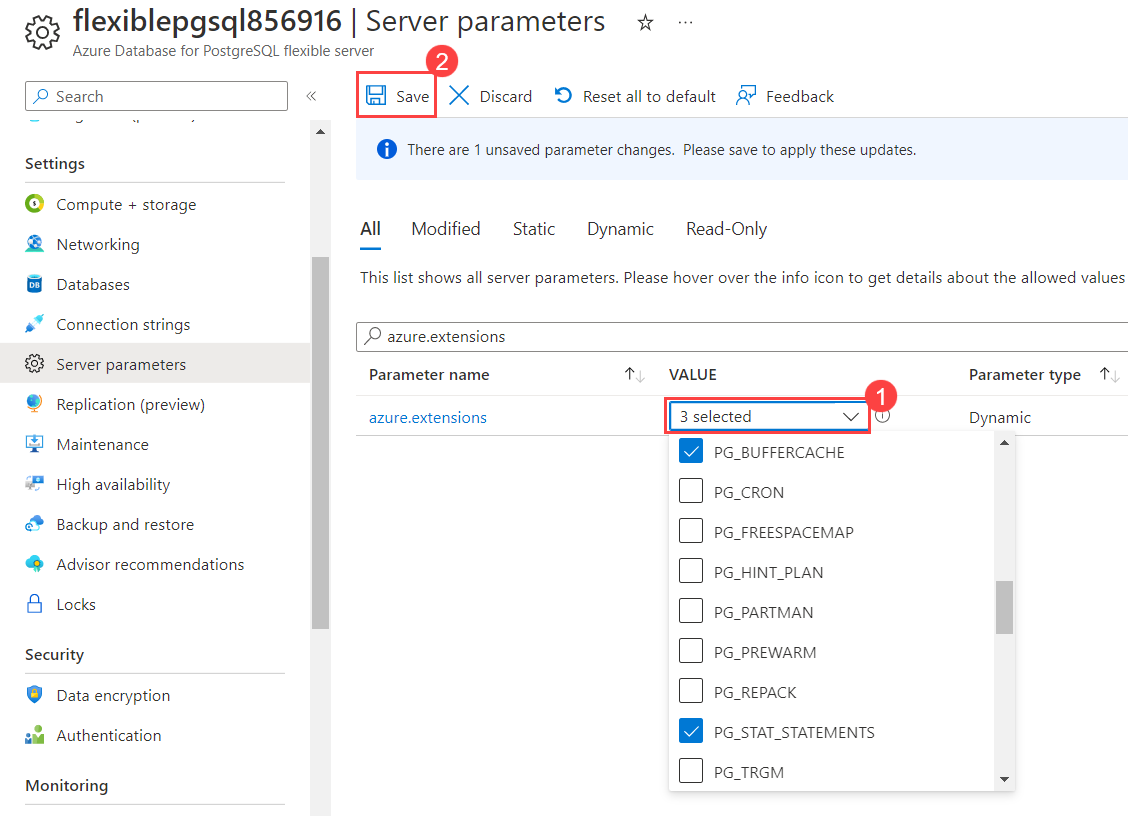 flexiblepgsql856916 | Server parameters
Azure Database for PostgreSQL flexible server
2
Search
Save
Discard
Reset all to default
Feedback
There are 1 unsaved parameter changes. Please save to apply these updates.
Settings
Compute + storage
Networking
Databases
Connection strings
Server parameters
Replication (preview)
Maintenance
High availability
Backup and restore
Advisor recommendations
Locks
Security
Data encryption
Authentication
Monitoring
All
Modified
Static
Dynamic
Read-Only
This list shows all server parameters. Please hover over the info icon to get details about the allowed values
azure.extensions
Parameter name
VALUE
Parameter type
azure.extensions
3 selected
1
Dynamic
PG_BUFFERCACHE
PG_CRON
PG_FREESPACEMAP
PG_HINT_PLAN
PG_PARTMAN
PG_PREWARM
PG_REPACK
PG_STAT_STATEMENTS
PG_TRGM